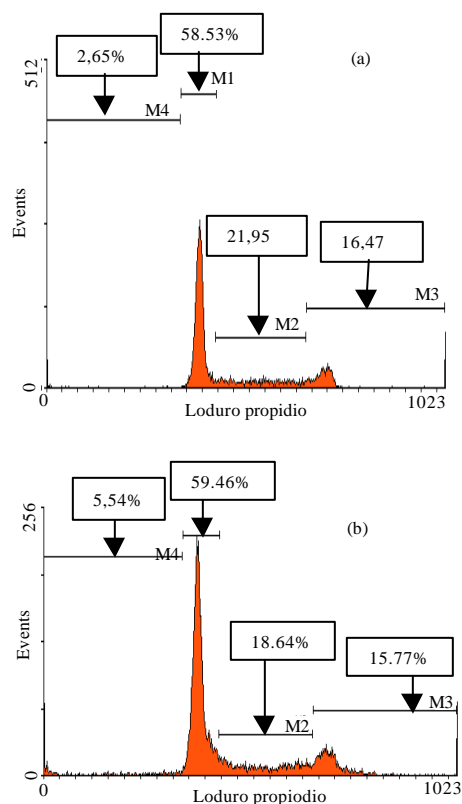 58.53%
2,65%
(a)
512
M1
M4
Events
21,95
16,47
M3
M2
0
0
1023
Loduro propidio
5,54%
59.46%
256
(b)
M4
Events
18.64%
15.77%
M3
M2
0
0
1023
Loduro propidio